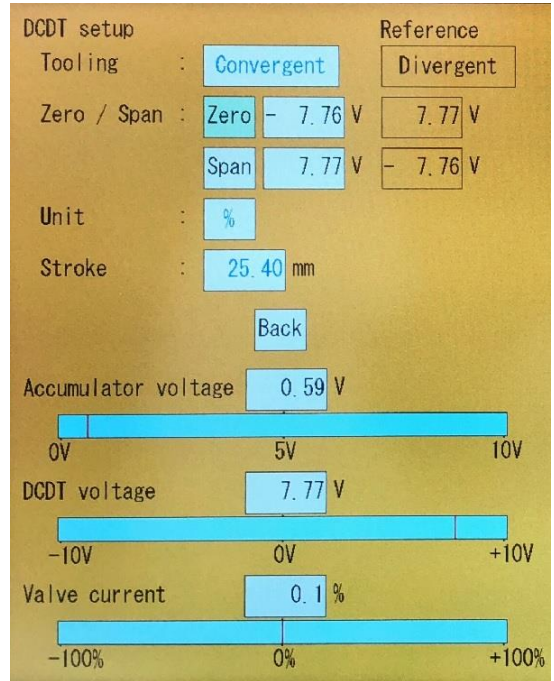 DCDT setup Reference
Tooling : Convergent Divergent
Zero / Span : Zero - 7.76 V 7.77 V
Span 7.77 V - 7.76 V
Unit : %
Stroke : 25.40 mm
Back
Accumulator voltage 0.59 V
0V 5V 10V
DCDT voltage 7.77 V
-10V 0V +10V
Valve current 0.1 %
-100% 0% +100%